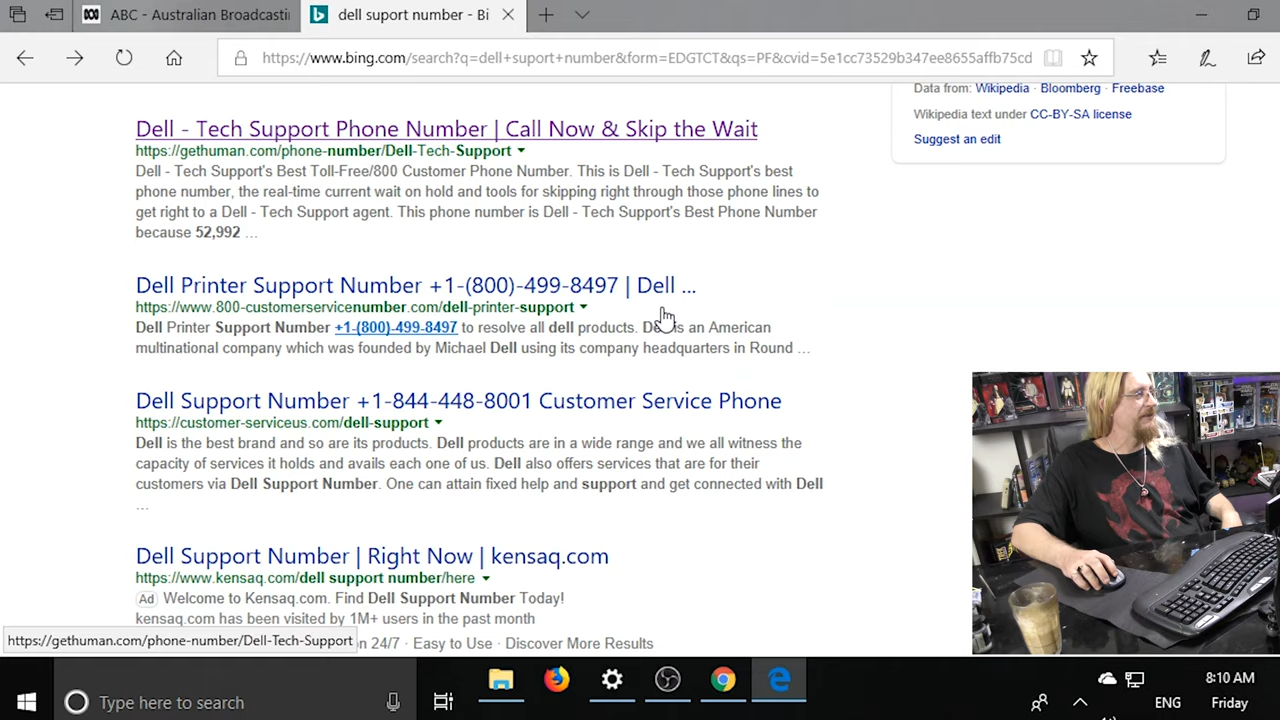 ABC - Australian Broadcasti
dell suport number - Bi
https://www.bing.com/search?q=dell+suport+number&form=EDGTCT&qs=PF&cvid=5e1cc73529b347ee8655affb75cd
Data from: Wikipedia · Bloomberg · Freebase
Wikipedia text under CC-BY-SA license
Suggest an edit
Dell - Tech Support Phone Number | Call Now & Skip the Wait
https://gethuman.com/phone-number/Dell-Tech-Support
Dell - Tech Support's Best Toll-Free/800 Customer Phone Number. This is Dell - Tech Support's best
phone number, the real-time current wait on hold and tools for skipping right through those phone lines to
get right to a Dell - Tech Support agent. This phone number is Dell - Tech Support's Best Phone Number
because 52,992 ...
Dell Printer Support Number +1-(800)-499-8497 | Dell ...
https://www.800-customerservicenumber.com/dell-printer-support
Dell Printer Support Number +1-(800)-499-8497 to resolve all dell products. Dell is an American
multinational company which was founded by Michael Dell using its company headquarters in Round ...
Dell Support Number +1-844-448-8001 Customer Service Phone
https://customer-serviceus.com/dell-support
Dell is the best brand and so are its products. Dell products are in a wide range and we all witness the
capacity of services it holds and avails each one of us. Dell also offers services that are for their
customers via Dell Support Number. One can attain fixed help and support and get connected with Dell
...
Dell Support Number | Right Now | kensaq.com
https://www.kensaq.com/dell support number/here
Ad Welcome to Kensaq.com. Find Dell Support Number Today!
kensaq.com has been visited by 1M+ users in the past month
https://gethuman.com/phone-number/Dell-Tech-Support
24/7 · Easy to Use · Discover More Results
Type here to search
ENG
8:10 AM
Friday